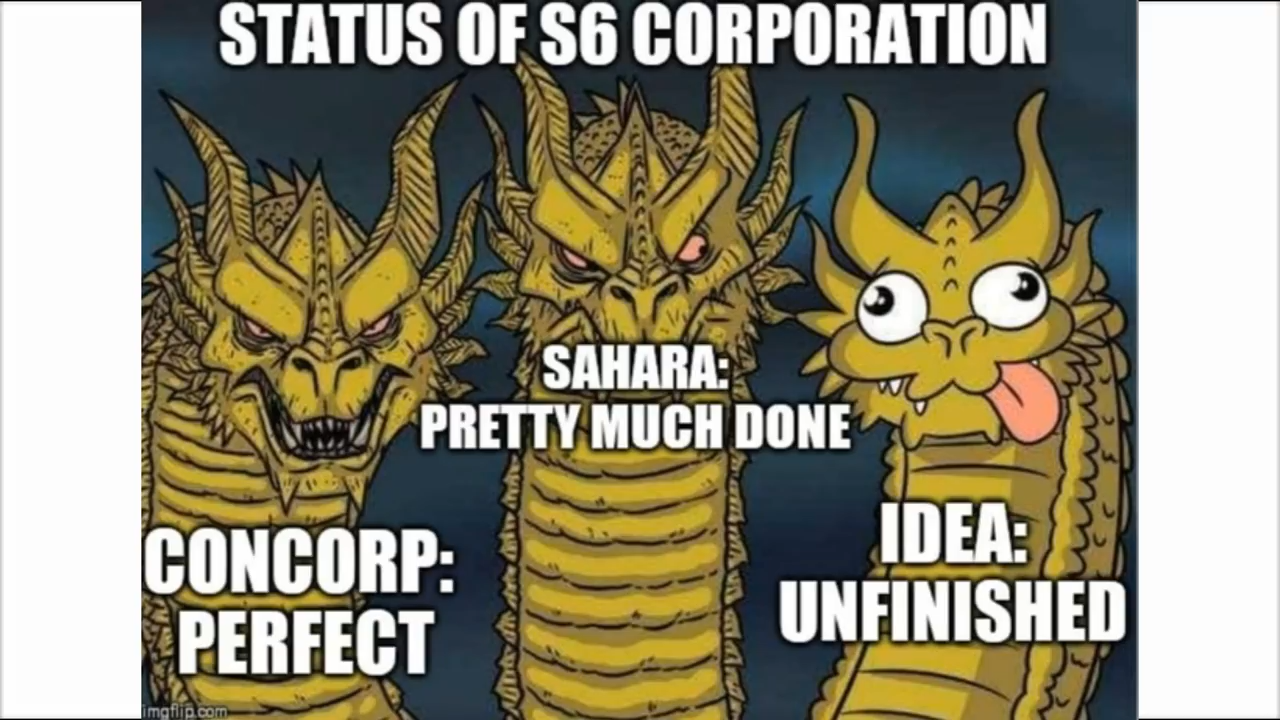 STATUS OF S6 CORPORATION
SAHARA:
PRETTY MUCH DONE
CONCORP:
PERFECT
IDEA:
UNFINISHED
imgflip.com